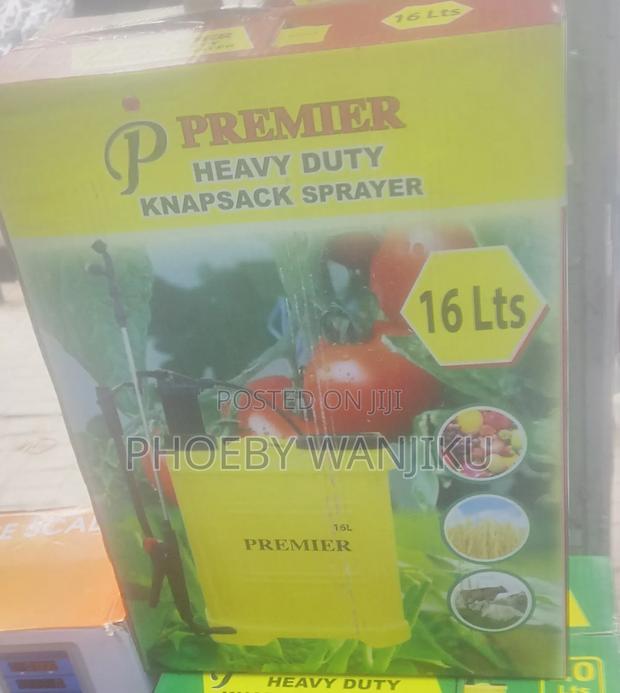 16 Lts
PREMIER
HEAVY DUTY
KNAPSACK SPRAYER
16 Lts
POSTED ON JIJI
PHOEBY WANJIKU
16L
PREMIER
HEAVY DUTY